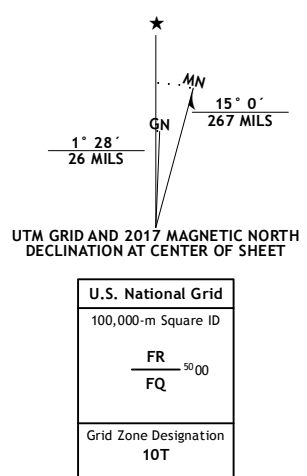 ★
MN
GN
15° 0´
267 MILS
1° 28´
26 MILS
UTM GRID AND 2017 MAGNETIC NORTH
DECLINATION AT CENTER OF SHEET
U.S. National Grid
100,000-m Square ID
FR
5000
FQ
Grid Zone Designation
10T